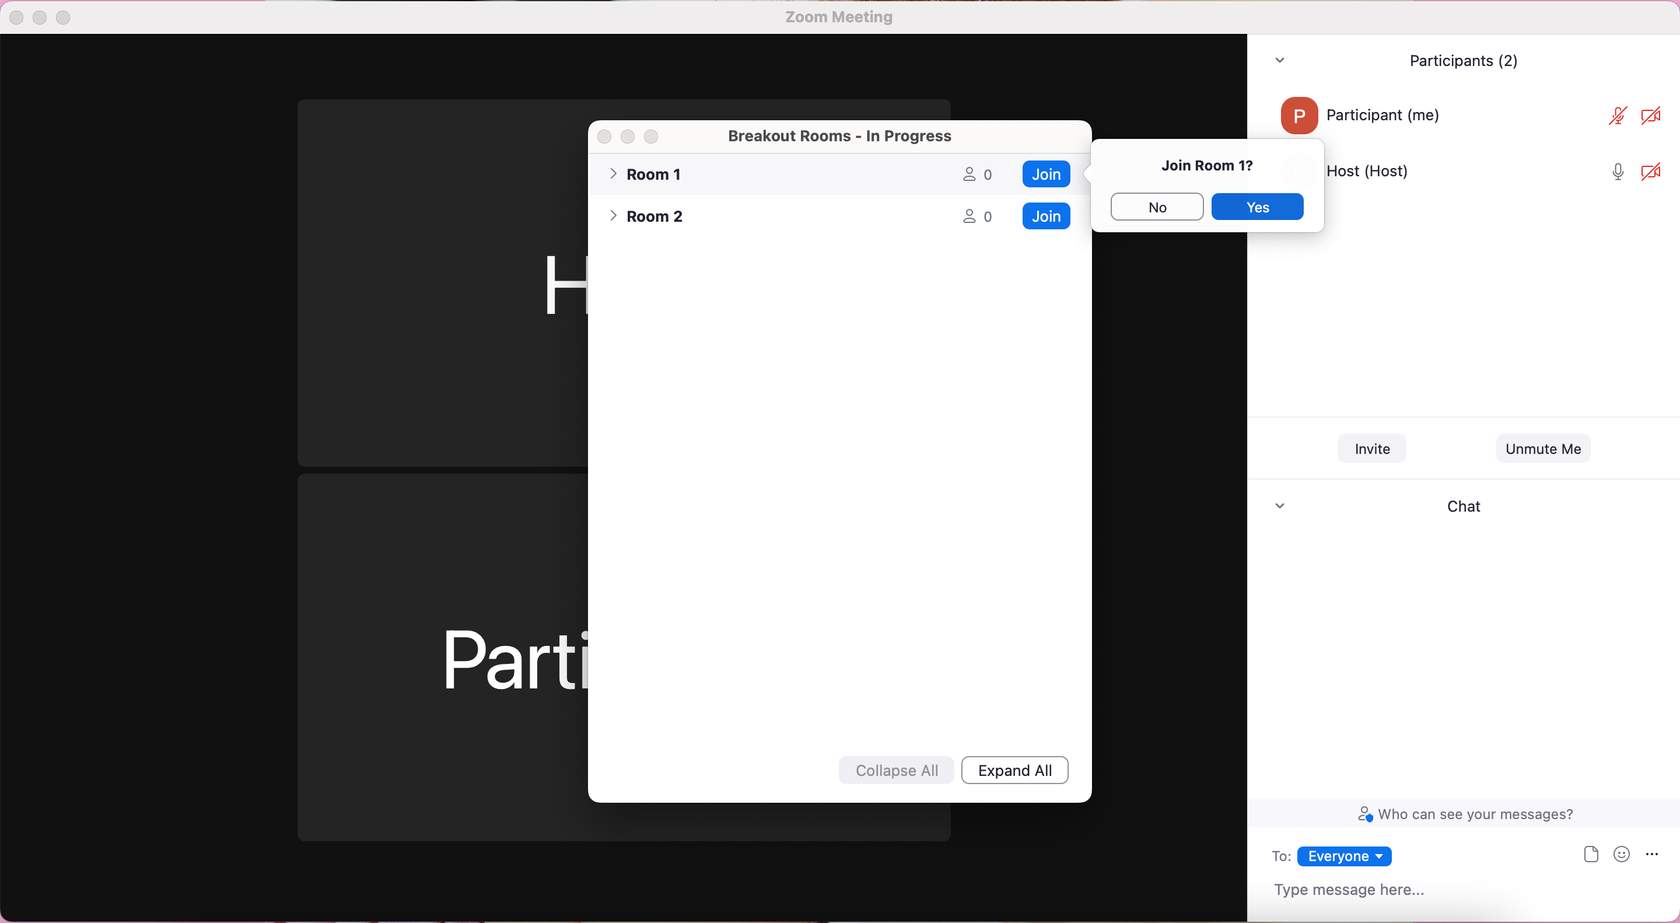 Zoom Meeting
Participants (2)
P Participant (me)
Host (Host)
Breakout Rooms - In Progress
Room 1 0 Join
Room 2 0 Join
Join Room 1?
No Yes
H
Parti
Collapse All Expand All
Invite Unmute Me
Chat
Who can see your messages?
To: Everyone
Type message here...